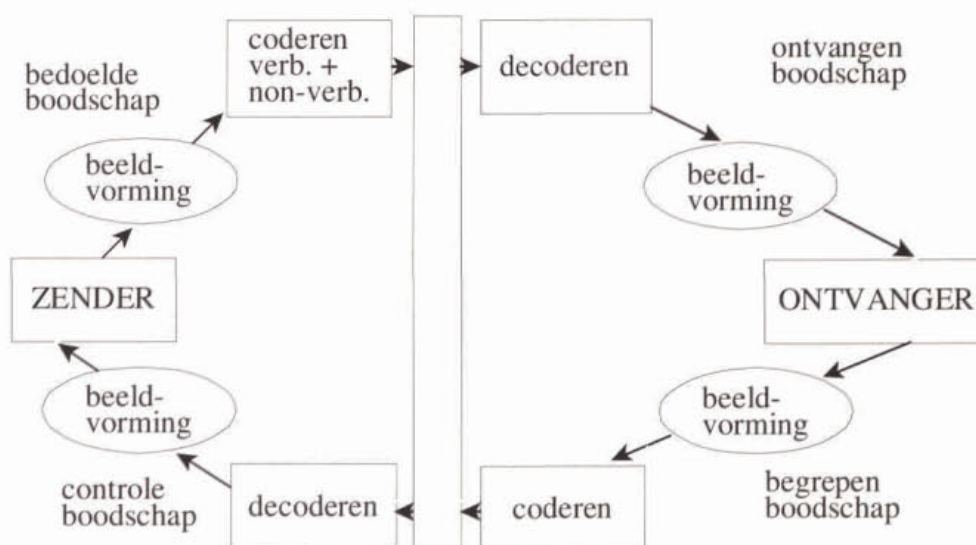 bedoelde
boodschap
coderen
verb. +
non-verb.
decoderen
ontvangen
boodschap
beeld-
vorming
beeld-
vorming
ZENDER
ONTVANGER
beeld-
vorming
beeld-
vorming
controle
boodschap
decoderen
coderen
begrepen
boodschap